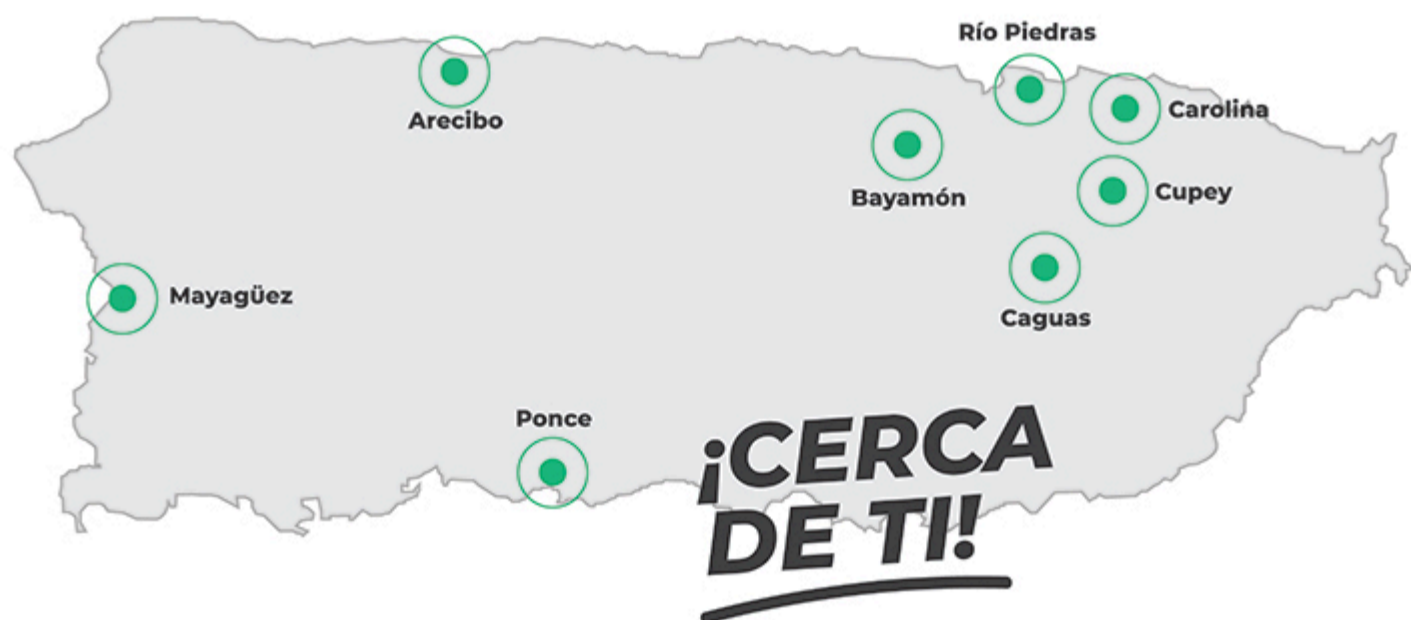 Río Piedras
Arecibo
Carolina
Bayamón
Cupey
Mayagüez
Caguas
Ponce
¡CERCA
DE TI!